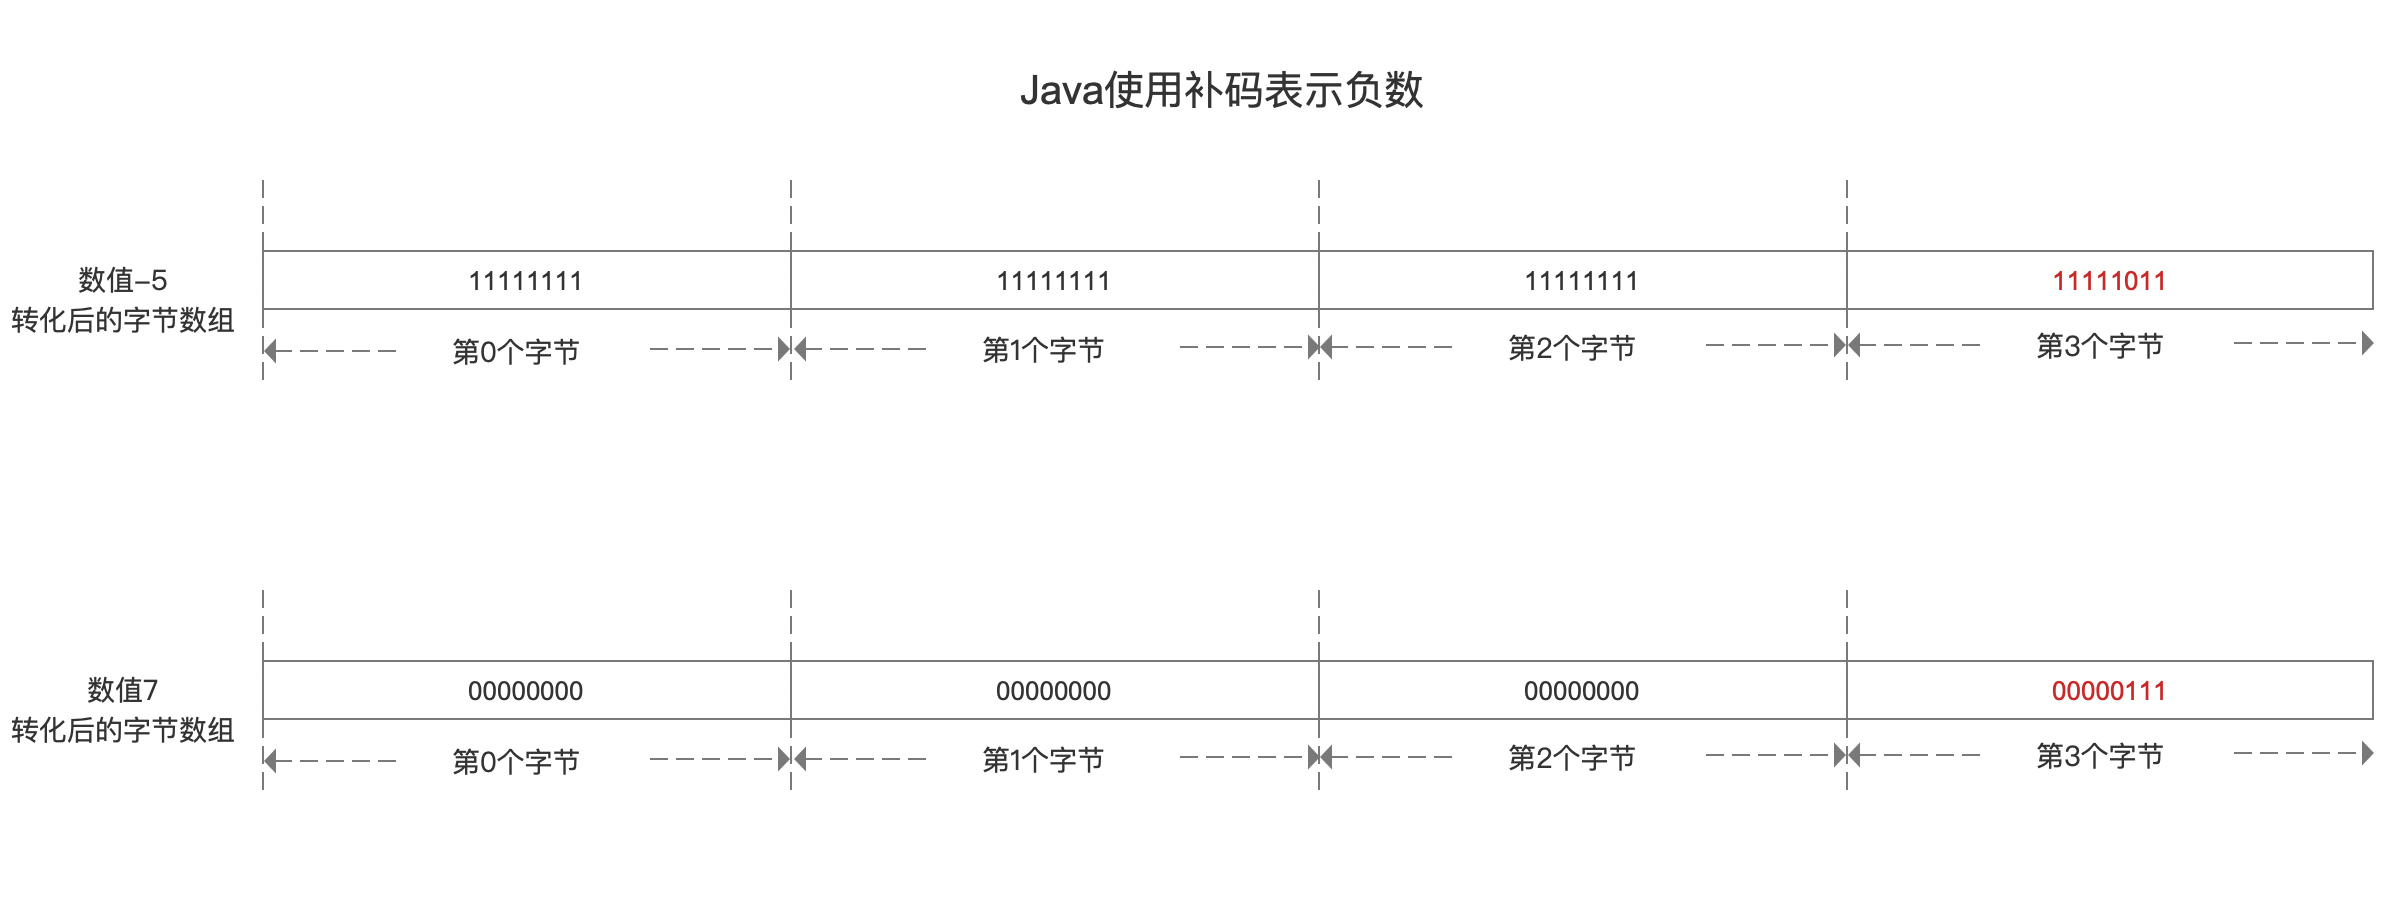 Java使用补码表示负数
数值-5
转化后的字节数组
11111111
11111111
11111111
11111011
第0个字节
第1个字节
第2个字节
第3个字节
数值7
转化后的字节数组
00000000
00000000
00000000
00000111
第0个字节
第1个字节
第2个字节
第3个字节